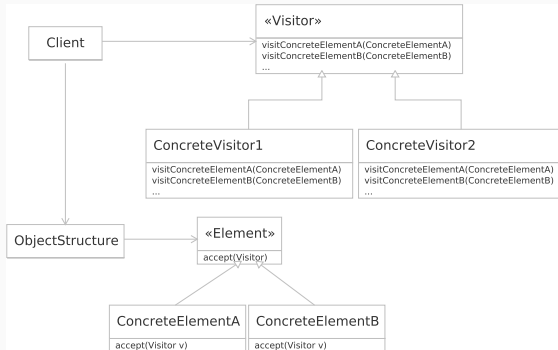 «Visitor»
Client
visitConcreteElementA(ConcreteElementA)
visitConcreteElementB(ConcreteElementB)
...
ConcreteVisitor1
visitConcreteElementA(ConcreteElementA)
visitConcreteElementB(ConcreteElementB)
...
ConcreteVisitor2
visitConcreteElementA(ConcreteElementA)
visitConcreteElementB(ConcreteElementB)
...
ObjectStructure
«Element»
accept(Visitor)
ConcreteElementA
accept(Visitor v)
ConcreteElementB
accept(Visitor v)